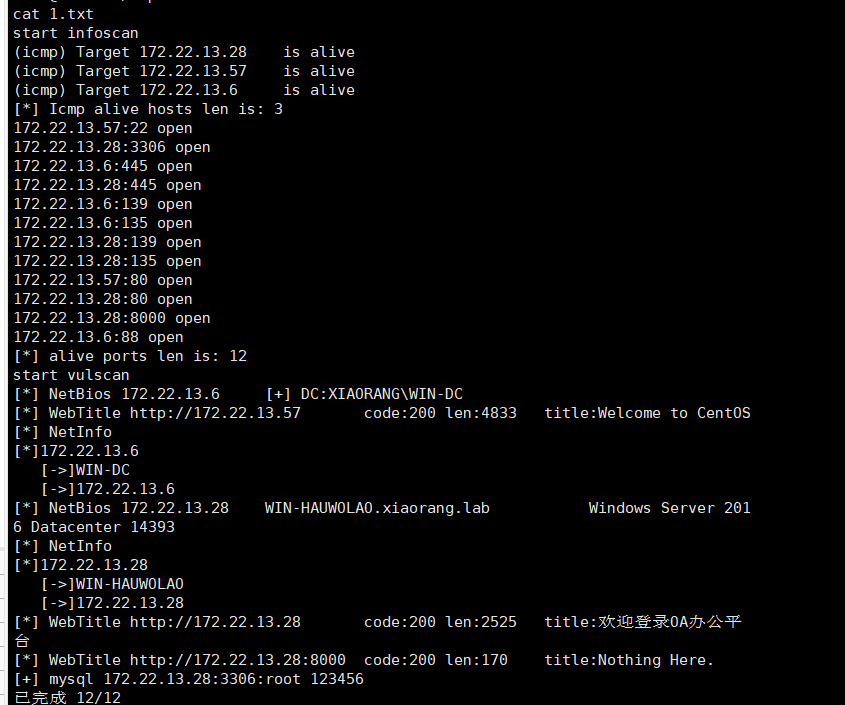 cat 1.txt
start infoscan
(icmp) Target 172.22.13.28    is alive
(icmp) Target 172.22.13.57    is alive
(icmp) Target 172.22.13.6     is alive
[*] Icmp alive hosts len is: 3
172.22.13.57:22 open
172.22.13.28:3306 open
172.22.13.6:445 open
172.22.13.28:445 open
172.22.13.6:139 open
172.22.13.6:135 open
172.22.13.28:139 open
172.22.13.28:135 open
172.22.13.57:80 open
172.22.13.28:80 open
172.22.13.28:8000 open
172.22.13.6:88 open
[*] alive ports len is: 12
start vulscan
[*] NetBios 172.22.13.6     [+] DC:XIAORANG\WIN-DC
[*] WebTitle http://172.22.13.57       code:200 len:4833   title:Welcome to CentOS
[*] NetInfo
[*]172.22.13.6
   [->]WIN-DC
   [->]172.22.13.6
[*] NetBios 172.22.13.28    WIN-HAUWOLAO.xiaorang.lab           Windows Server 201
6 Datacenter 14393
[*] NetInfo
[*]172.22.13.28
   [->]WIN-HAUWOLAO
   [->]172.22.13.28
[*] WebTitle http://172.22.13.28       code:200 len:2525   title:欢迎登录OA办公平
台
[*] WebTitle http://172.22.13.28:8000  code:200 len:170    title:Nothing Here.
[+] mysql 172.22.13.28:3306:root 123456
已完成 12/12